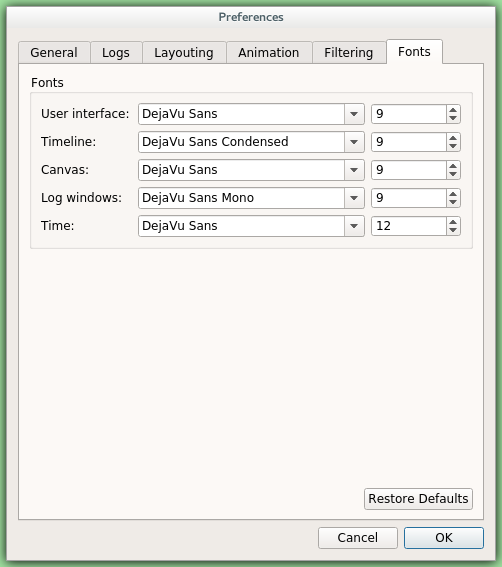 Preferences
General Logs Layouting Animation Filtering Fonts
Fonts
User interface: DejaVu Sans 9
Timeline: DejaVu Sans Condensed 9
Canvas: DejaVu Sans 9
Log windows: DejaVu Sans Mono 9
Time: DejaVu Sans 12
Restore Defaults
Cancel OK